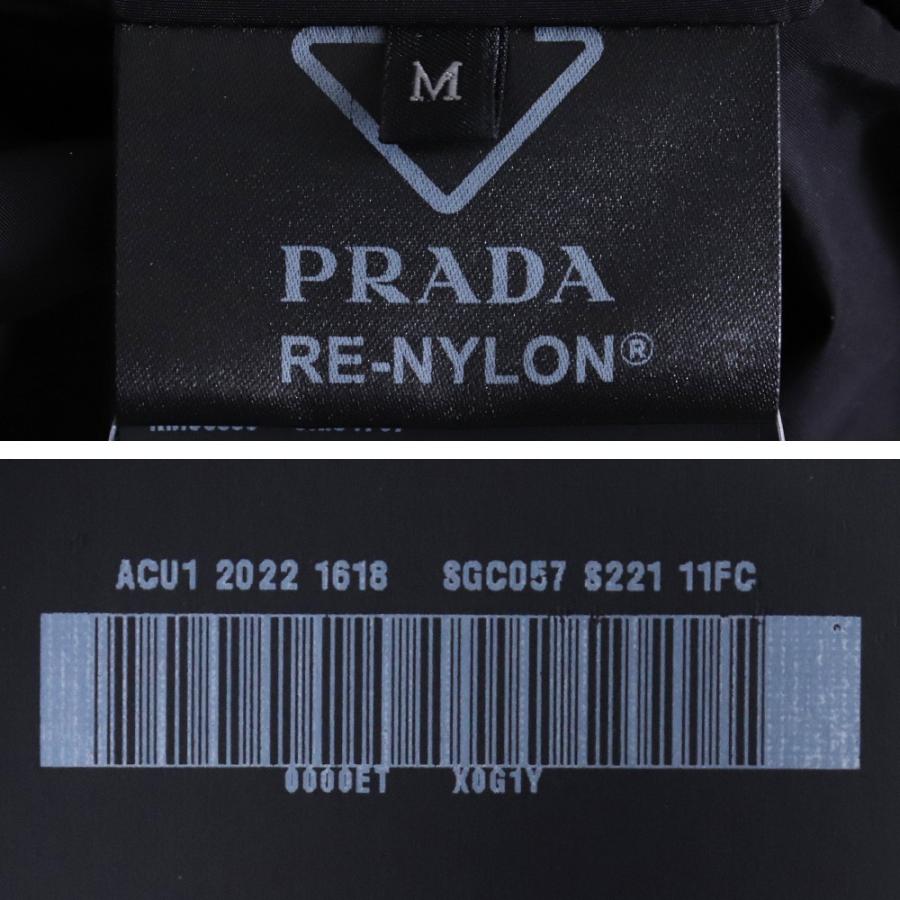 M
PRADA
RE-NYLON®
ACU1 2022 1618 SGC057 S221 11FC
0000ET X0G1Y